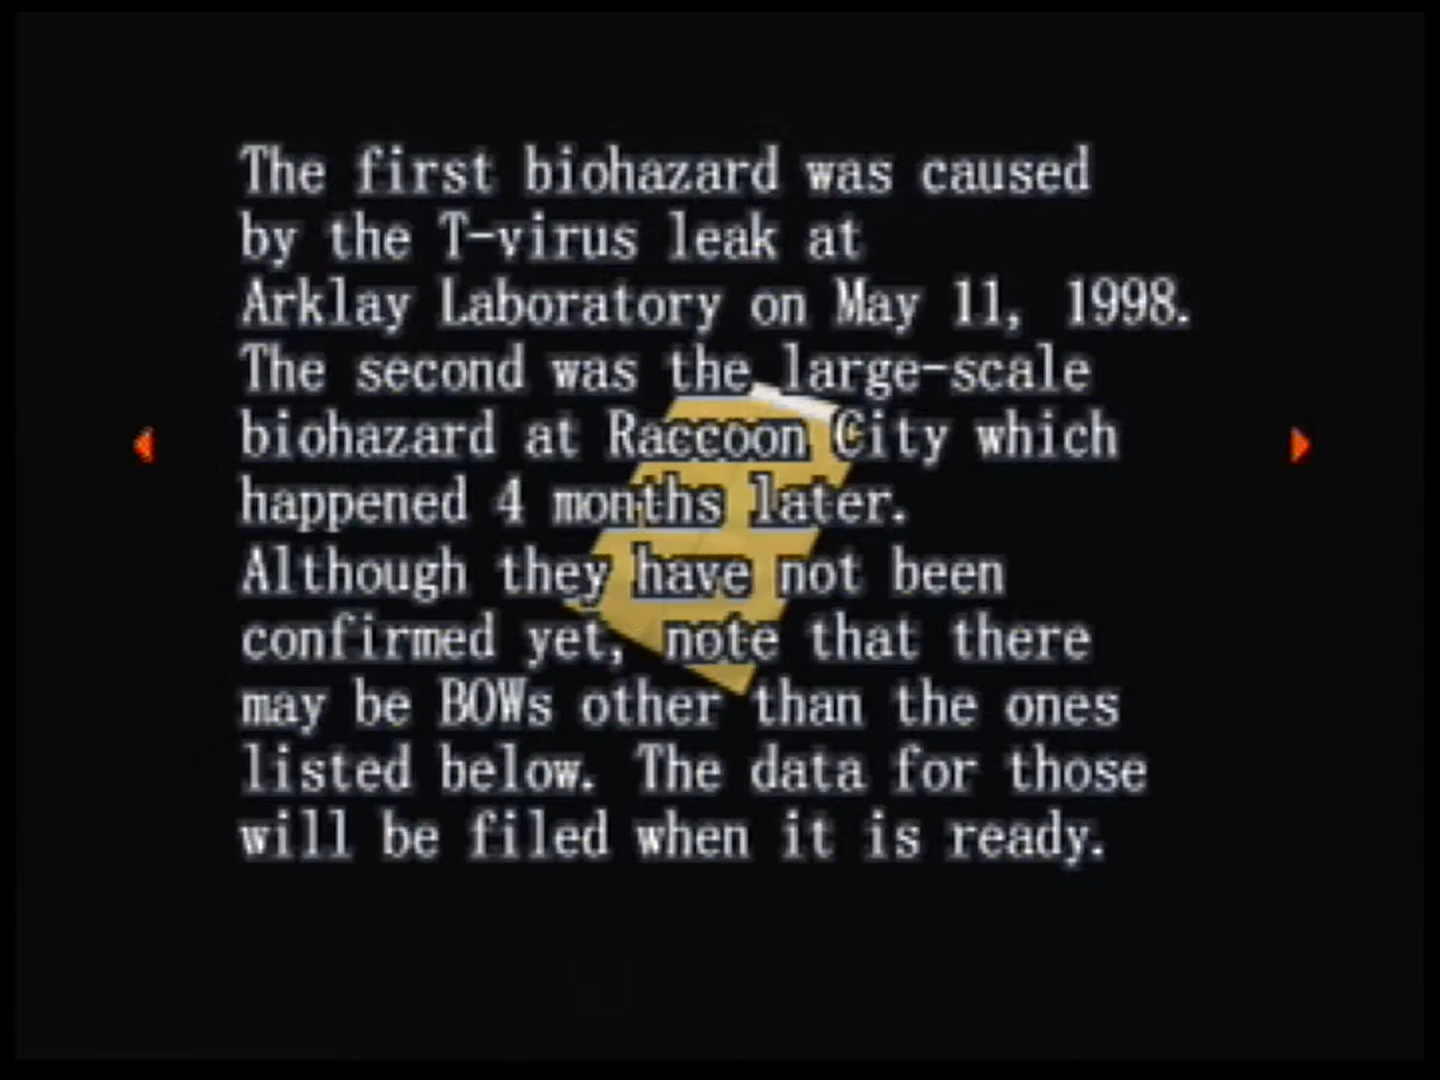 The first biohazard was caused
by the T-virus leak at
Arklay Laboratory on May 11, 1998.
The second was the large-scale
biohazard at Raccoon City which
happened 4 months later.
Although they have not been
confirmed yet, note that there
may be BOWs other than the ones
listed below. The data for those
will be filed when it is ready.